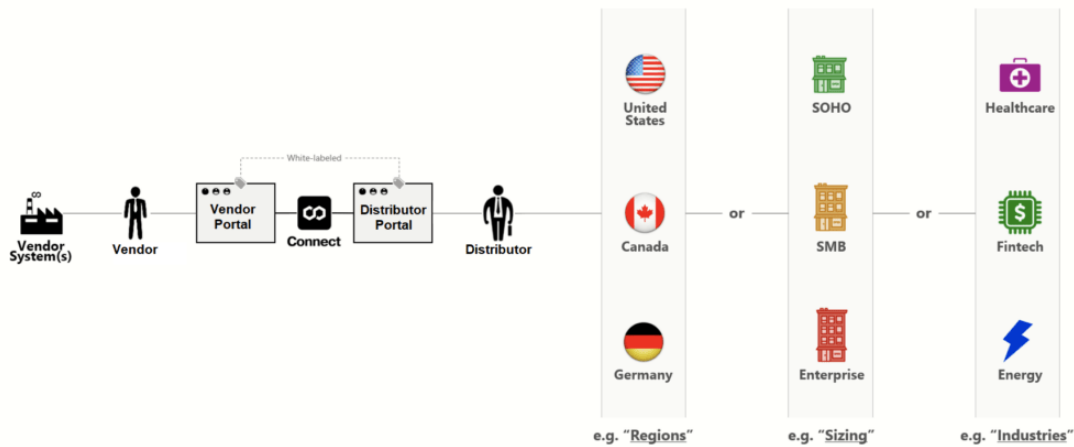 White-labeled
Vendor
System(s)
Vendor
Vendor
Portal
Connect
Distributor
Portal
Distributor
United
States
Canada
Germany
e.g. “Regions”
or
SOHO
SMB
Enterprise
e.g. “Sizing”
or
Healthcare
$
Fintech
Energy
e.g. “Industries”